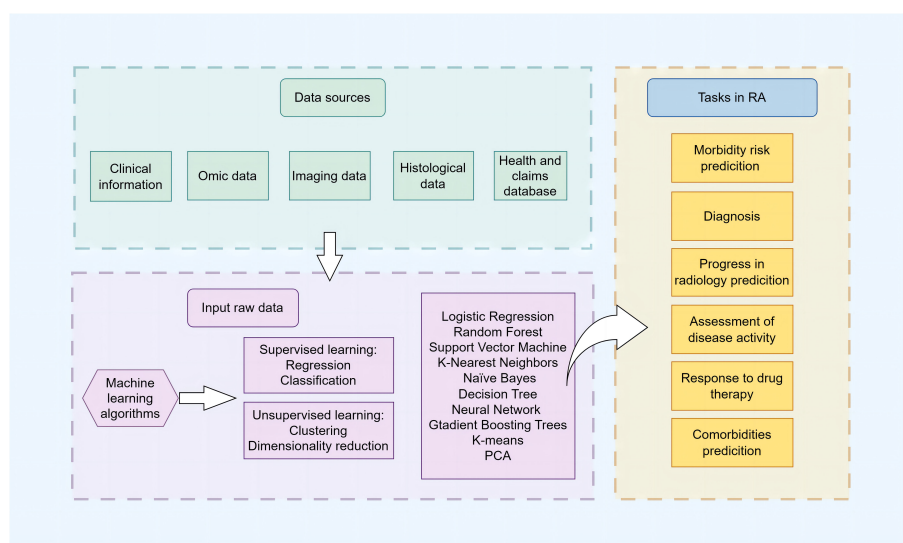 Data sources
Clinical
information
Omic data
Imaging data
Histological
data
Health and
claims
database
Input raw data
Machine
learning
algorithms
Supervised learning:
Regression
Classification
Unsupervised learning:
Clustering
Dimensionality reduction
Logistic Regression
Random Forest
Support Vector Machine
K-Nearest Neighbors
Naïve Bayes
Decision Tree
Neural Network
Gtadient Boosting Trees
K-means
PCA
Tasks in RA
Morbidity risk
predicition
Diagnosis
Progress in
radiology predicition
Assessment of
disease activity
Response to drug
therapy
Comorbidities
predicition